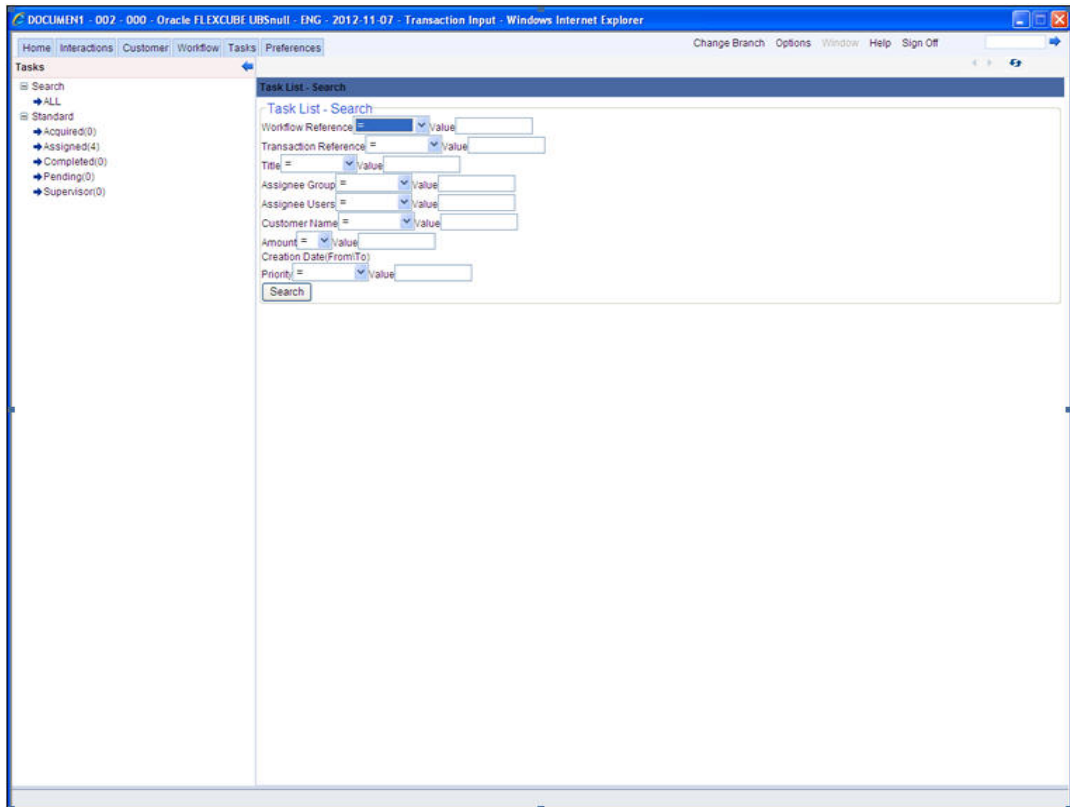 DOCUMENT1 - 002 - 000 - Oracle FLEXCUBE UBSnull - ENG - 2012-11-07 - Transaction Input - Windows Internet Explorer
Home Interactions Customer Workflow Tasks Preferences Change Branch Options Window Help Sign Off
Tasks
Search
ALL
Standard
Acquired(0)
Assigned(4)
Completed(0)
Pending(0)
Supervisor(0)
Task List - Search
Task List - Search
Workflow Reference = Value
Transaction Reference = Value
Title = Value
Assignee Group = Value
Assignee Users = Value
Customer Name = Value
Amount = Value
Creation Date(From\To)
Priority = Value
Search